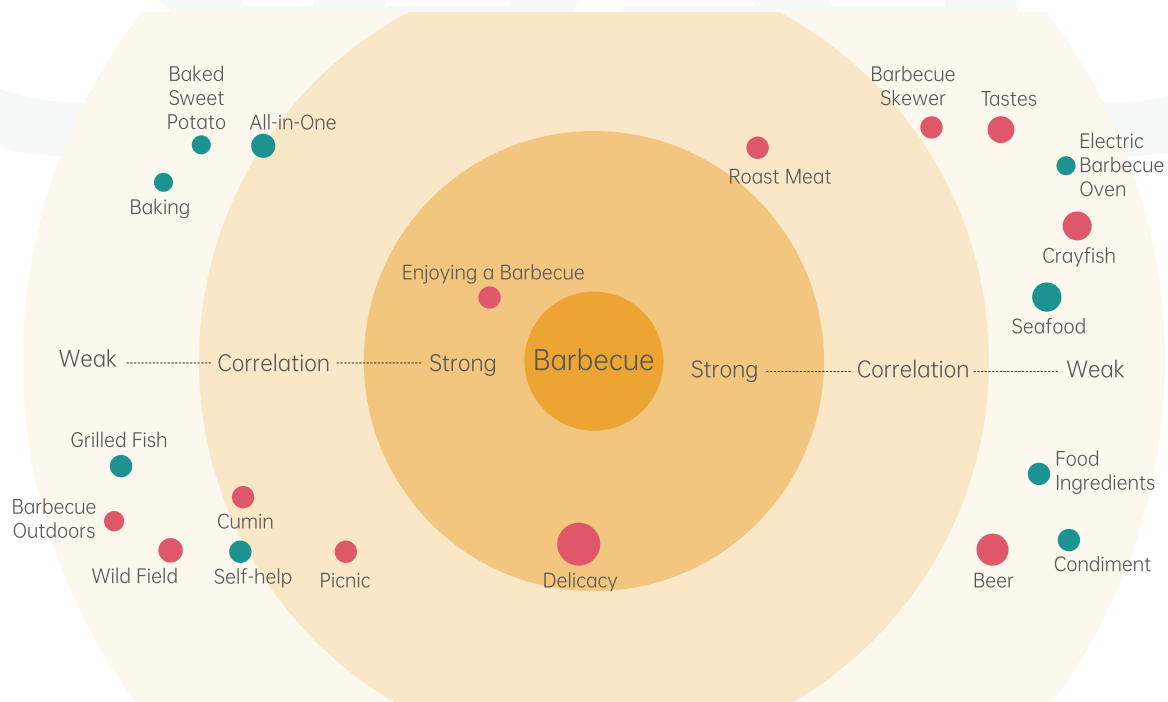 Baked
Sweet
Potato
All-in-One
Baking
Barbecue
Skewer
Tastes
Electric
Barbecue
Oven
Roast Meat
Crayfish
Enjoying a Barbecue
Seafood
Weak
Correlation
Strong
Barbecue
Strong
Correlation
Weak
Grilled Fish
Barbecue
Outdoors
Cumin
Wild Field
Self-help
Picnic
Delicacy
Food
Ingredients
Beer
Condiment